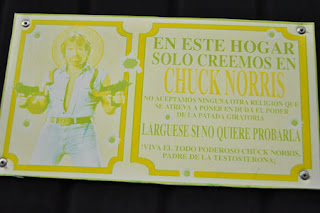 EN ESTE HOGAR
SOLO CREEMOS EN
CHUCK NORRIS
NO ACEPTAMOS NINGUNA OTRA RELIGION QUE
SE ATREVA A PONER EN DUDA EL PODER
DE LA PATADA GIRATORIA
LARGUESE SI NO QUIERE PROBARLA
¡VIVA EL TODO PODEROSO CHUCK NORRIS,
PADRE DE LA TESTOSTERONA¡